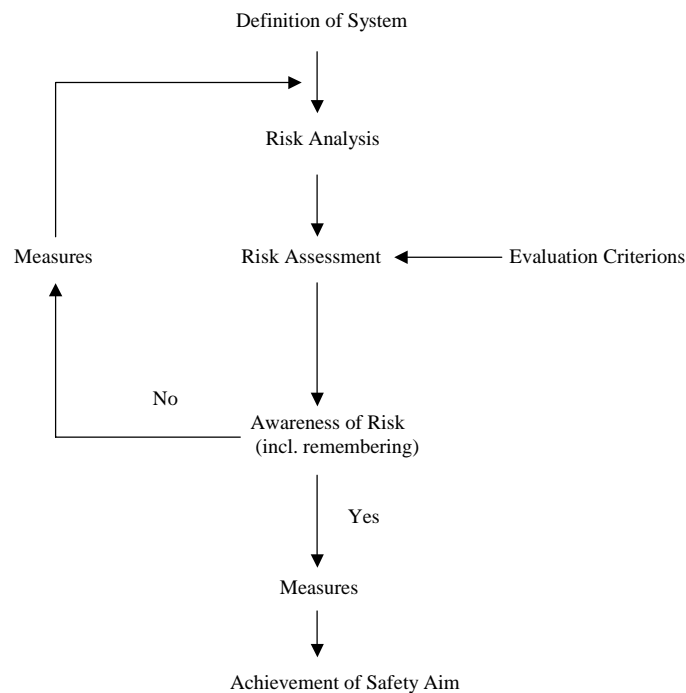 Definition of System
Risk Analysis
Measures
Risk Assessment
Evaluation Criterions
No
Awareness of Risk
(incl. remembering)
Yes
Measures
Achievement of Safety Aim